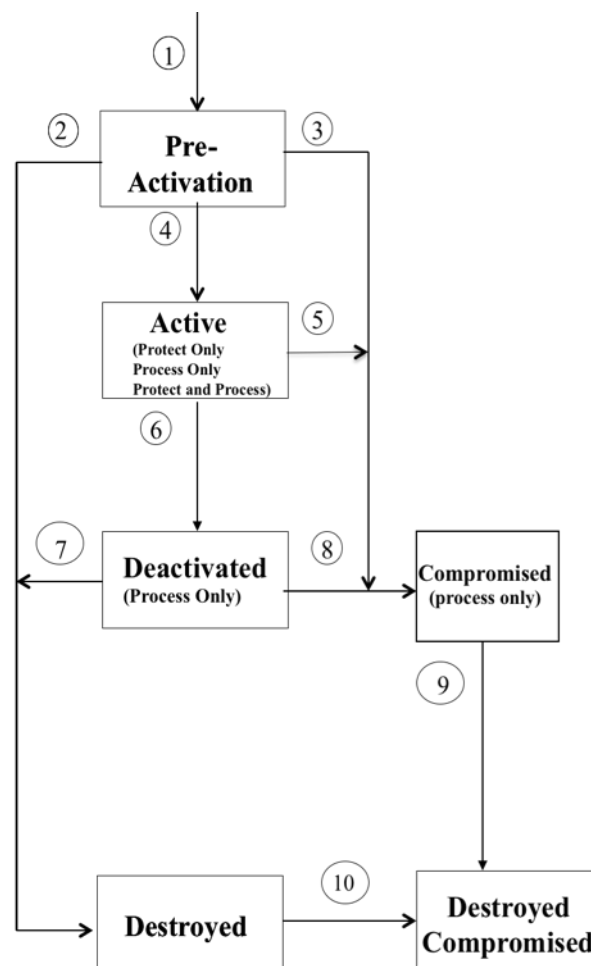 1
2
3
Pre-
Activation
4
Active
(Protect Only
Process Only
Protect and Process)
5
6
7
Deactivated
(Process Only)
8
Compromised
(process only)
9
Destroyed
10
Destroyed
Compromised